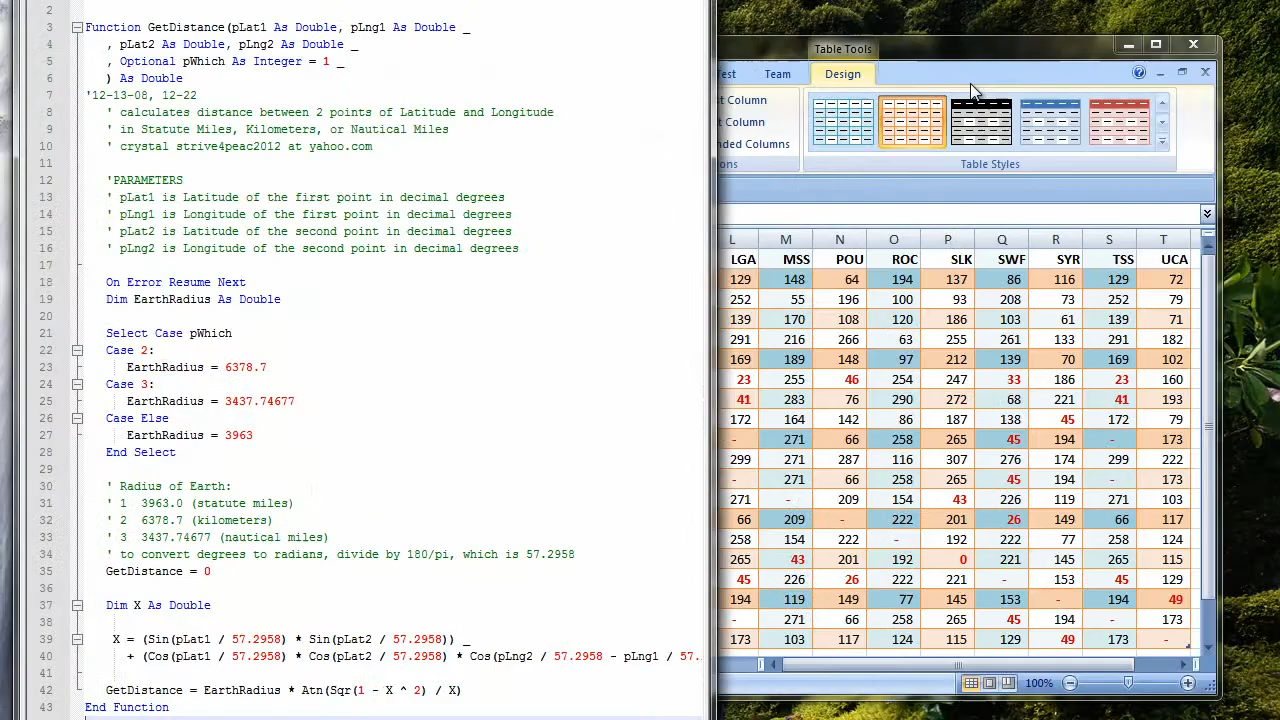 2
3 Function GetDistance(pLat1 As Double, pLng1 As Double _
4 , pLat2 As Double, pLng2 As Double _
5 , Optional pWhich As Integer = 1 _
6 ) As Double
7 '12-13-08, 12-22
8 ' calculates distance between 2 points of Latitude and Longitude
9 ' in Statute Miles, Kilometers, or Nautical Miles
10 ' crystal strive4peac2012 at yahoo.com
11
12 'PARAMETERS
13 ' pLat1 is Latitude of the first point in decimal degrees
14 ' pLng1 is Longitude of the first point in decimal degrees
15 ' pLat2 is Latitude of the second point in decimal degrees
16 ' pLng2 is Longitude of the second point in decimal degrees
17
18 On Error Resume Next
19 Dim EarthRadius As Double
20
21 Select Case pWhich
22 Case 2:
23 EarthRadius = 6378.7
24 Case 3:
25 EarthRadius = 3437.74677
26 Case Else
27 EarthRadius = 3963
28 End Select
29
30 ' Radius of Earth:
31 ' 1 3963.0 (statute miles)
32 ' 2 6378.7 (kilometers)
33 ' 3 3437.74677 (nautical miles)
34 ' to convert degrees to radians, divide by 180/pi, which is 57.2958
35 GetDistance = 0
36
37 Dim X As Double
38
39 X = (Sin(pLat1 / 57.2958) * Sin(pLat2 / 57.2958)) _
40 + (Cos(pLat1 / 57.2958) * Cos(pLat2 / 57.2958) * Cos(pLng2 / 57.2958 - pLng1 / 57.
41
42 GetDistance = EarthRadius * Atn(Sqr(1 - X ^ 2) / X)
43 End Function
Table Tools
Test Team Design
st Column
t Column
nded Columns
ons Table Styles
L M N O P Q R S T
LGA MSS POU ROC SLK SWF SYR TSS UCA
129 148 64 194 137 86 116 129 72
252 55 196 100 93 208 73 252 79
139 170 108 120 186 103 61 139 71
291 216 266 63 255 261 133 291 182
169 189 148 97 212 139 70 169 102
23 255 46 254 247 33 186 23 160
41 283 76 290 272 68 221 41 193
172 164 142 86 187 138 45 172 79
- 271 66 258 265 45 194 - 173
299 271 287 116 307 276 174 299 222
- 271 66 258 265 45 194 - 173
271 - 209 154 43 226 119 271 103
66 209 - 222 201 26 149 66 117
258 154 222 - 192 222 77 258 124
265 43 201 192 0 221 145 265 115
45 226 26 222 221 - 153 45 129
194 119 149 77 145 153 - 194 49
- 271 66 258 265 45 194 - 173
173 103 117 124 115 129 49 173 -
100%